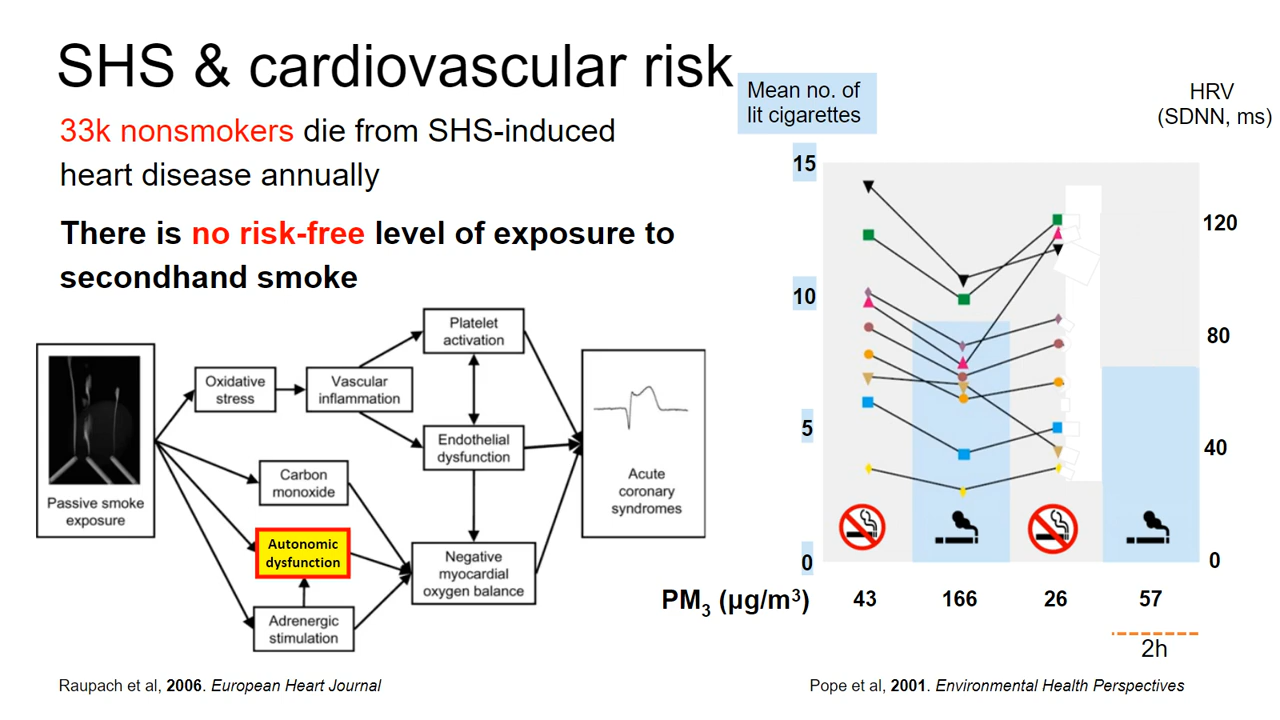 SHS & cardiovascular risk
33k nonsmokers die from SHS-induced
heart disease annually
There is no risk-free level of exposure to
secondhand smoke
Passive smoke
exposure
Oxidative
stress
Vascular
inflammation
Platelet
activation
Endothelial
dysfunction
Carbon
monoxide
Autonomic
dysfunction
Adrenergic
stimulation
Negative
myocardial
oxygen balance
Acute
coronary
syndromes
Raupach et al, 2006. European Heart Journal
Mean no. of
lit cigarettes
HRV
(SDNN, ms)
15
10
5
0
120
80
40
0
PM₃ (μg/m³) 43 166 26 57
2h
Pope et al, 2001. Environmental Health Perspectives